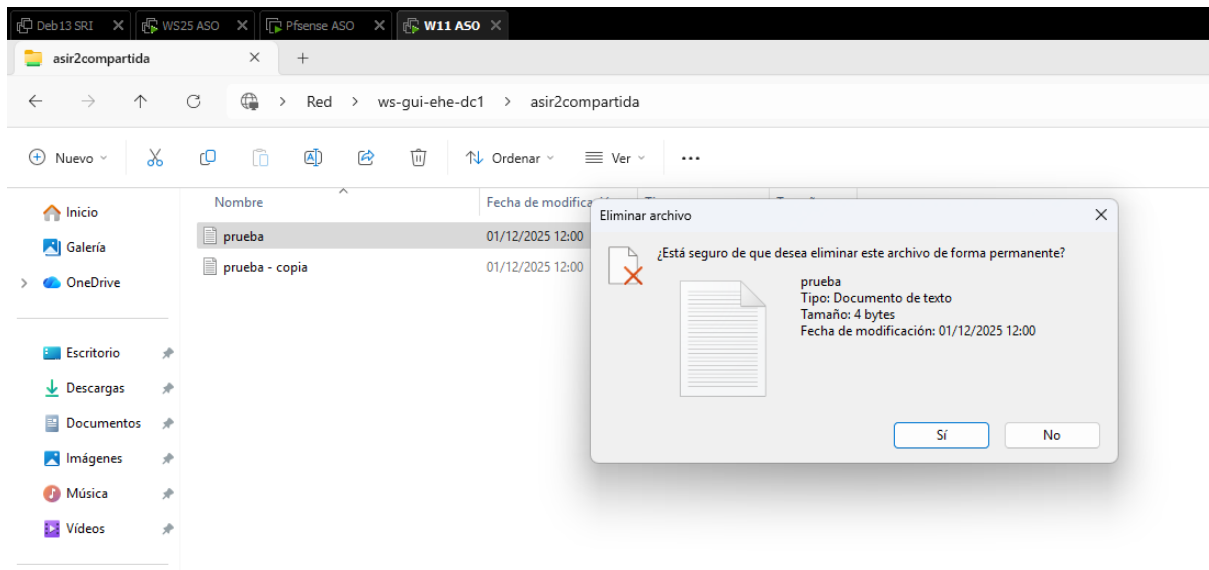 Deb13 SRI WS25 ASO Pfsense ASO W11 ASO
asir2compartida
Red > ws-gui-ehe-dc1 > asir2compartida
Nuevo Ordenar Ver
Nombre Fecha de modifica
Inicio
Galería
OneDrive
Escritorio
Descargas
Documentos
Imágenes
Música
Vídeos
prueba 01/12/2025 12:00
prueba - copia 01/12/2025 12:00
Eliminar archivo
¿Está seguro de que desea eliminar este archivo de forma permanente?
prueba
Tipo: Documento de texto
Tamaño: 4 bytes
Fecha de modificación: 01/12/2025 12:00
Sí No